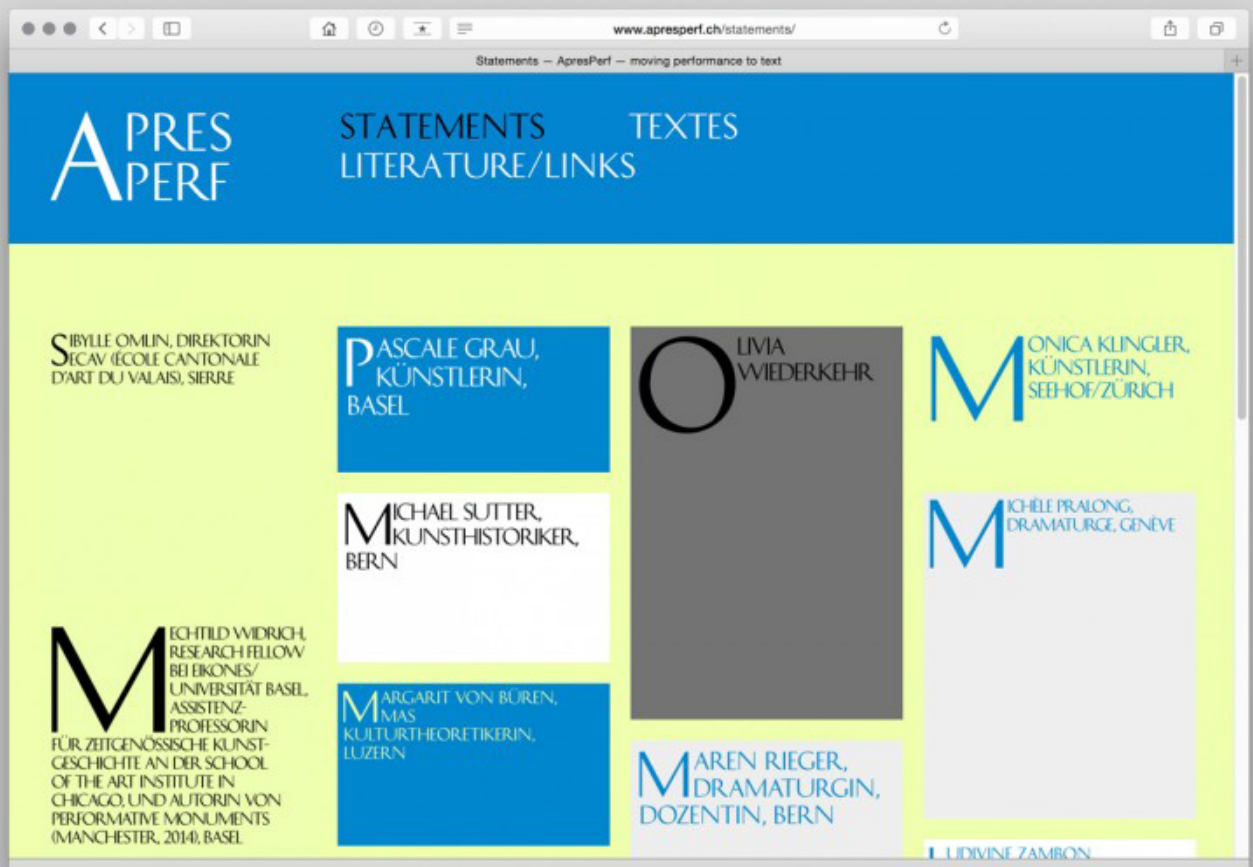 www.apresperf.ch/statements/
Statements — ApresPerf — moving performance to text
APRES
PERF
STATEMENTS
TEXTES
LITERATURE/LINKS
SIBYLLE OMLIN, DIREKTORIN
ECAV (ÉCOLE CANTONALE
D'ART DU VALAIS), SIERRE
MECHTILD WIDRICH,
RESEARCH FELLOW
BEI EIKONES/
UNIVERSITÄT BASEL,
ASSISTENZ-
PROFESSORIN
FÜR ZEITGENÖSSISCHE KUNST-
GESCHICHTE AN DER SCHOOL
OF THE ART INSTITUTE IN
CHICAGO, UND AUTORIN VON
PERFORMATIVE MONUMENTS
(MANCHESTER, 2014), BASEL
PASCALE GRAU,
KÜNSTLERIN,
BASEL
MICHAEL SUTTER,
KUNSTHISTORIKER,
BERN
MARGARIT VON BÜREN,
MAS
KULTURTHEORETIKERIN,
LUZERN
OLIVIA
WIEDERKEHR
MAREN RIEGER,
DRAMATURGIN,
DOZENTIN, BERN
MONICA KLINGLER,
KÜNSTLERIN,
SEEHOF/ZÜRICH
MICHÈLE PRALONG,
DRAMATURGE, GENÈVE
LUDIVINE ZAMBON